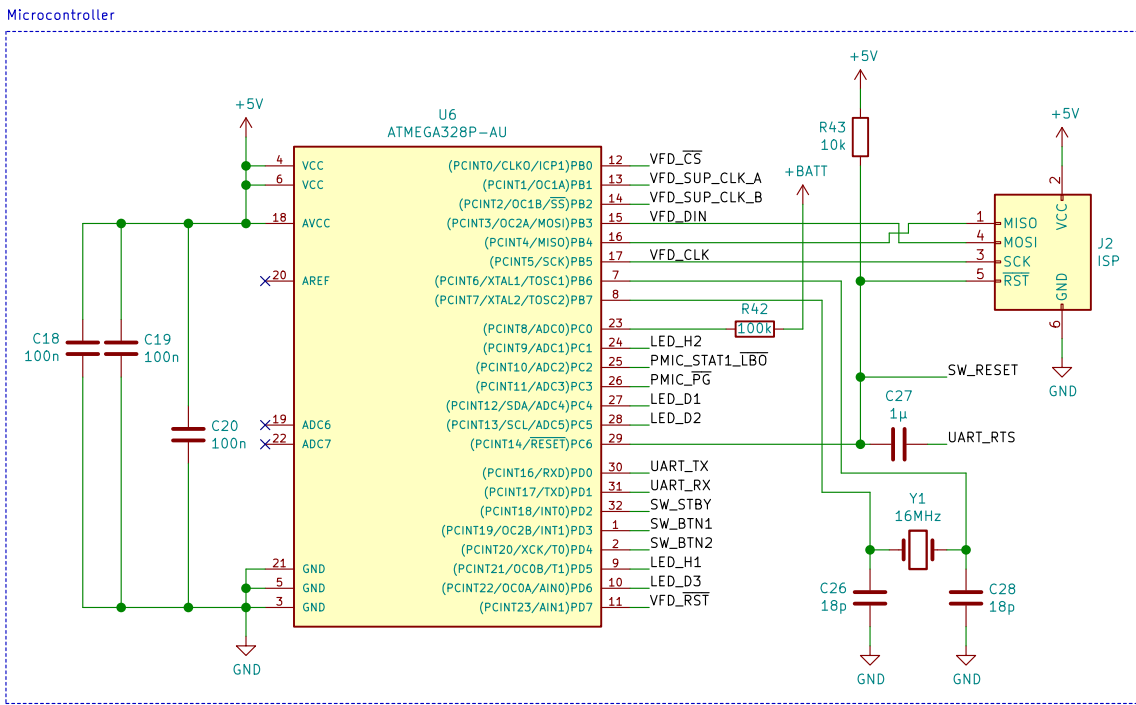 Microcontroller
+5V
U6
ATMEGA328P-AU
4 VCC
6 VCC
18 AVCC
20 AREF
19 ADC6
22 ADC7
21 GND
5 GND
3 GND
(PCINT0/CLKO/ICP1)PB0 12 VFD_CS
(PCINT1/OC1A)PB1 13 VFD_SUP_CLK_A
(PCINT2/OC1B/SS)PB2 14 VFD_SUP_CLK_B
(PCINT3/OC2A/MOSI)PB3 15 VFD_DIN
(PCINT4/MISO)PB4 16
(PCINT5/SCK)PB5 17 VFD_CLK
(PCINT6/XTAL1/TOSC1)PB6 7
(PCINT7/XTAL2/TOSC2)PB7 8
(PCINT8/ADC0)PC0 23
(PCINT9/ADC1)PC1 24 LED_H2
(PCINT10/ADC2)PC2 25 PMIC_STAT1_LBO
(PCINT11/ADC3)PC3 26 PMIC_PG
(PCINT12/SDA/ADC4)PC4 27 LED_D1
(PCINT13/SCL/ADC5)PC5 28 LED_D2
(PCINT14/RESET)PC6 29
(PCINT16/RXD)PD0 30 UART_TX
(PCINT17/TXD)PD1 31 UART_RX
(PCINT18/INT0)PD2 32 SW_STBY
(PCINT19/OC2B/INT1)PD3 1 SW_BTN1
(PCINT20/XCK/T0)PD4 2 SW_BTN2
(PCINT21/OC0B/T1)PD5 9 LED_H1
(PCINT22/OC0A/AIN0)PD6 10 LED_D3
(PCINT23/AIN1)PD7 11 VFD_RST
C18
100n
C19
100n
C20
100n
GND
+5V
R43
10k
+BATT
R42
100k
+5V
2
VCC
1 MISO
4 MOSI
3 SCK
5 RST
GND
6
J2
ISP
GND
SW_RESET
C27
1µ
UART_RTS
Y1
16MHz
C26
18p
C28
18p
GND
GND